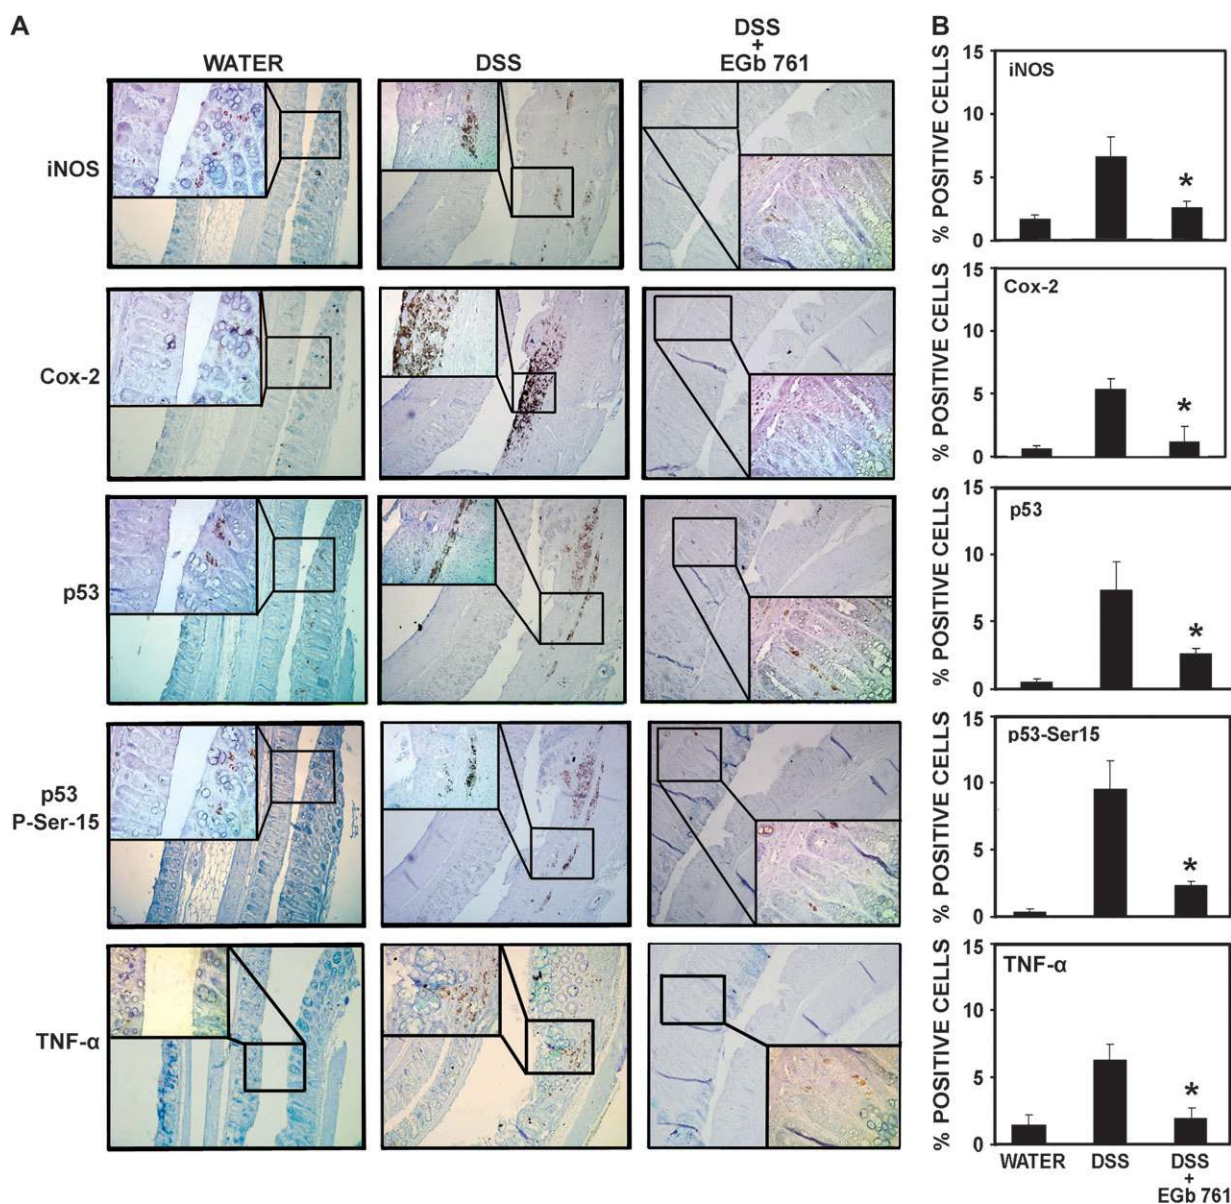 A
WATER
DSS
DSS
+
EGb 761
iNOS
Cox-2
p53
p53
P-Ser-15
TNF-α
B
% POSITIVE CELLS
15
10
5
0
iNOS
*
% POSITIVE CELLS
15
10
5
0
Cox-2
*
% POSITIVE CELLS
15
10
5
0
p53
*
% POSITIVE CELLS
15
10
5
0
p53-Ser15
*
% POSITIVE CELLS
15
10
5
0
TNF-α
*
WATER
DSS
DSS
+
EGb 761